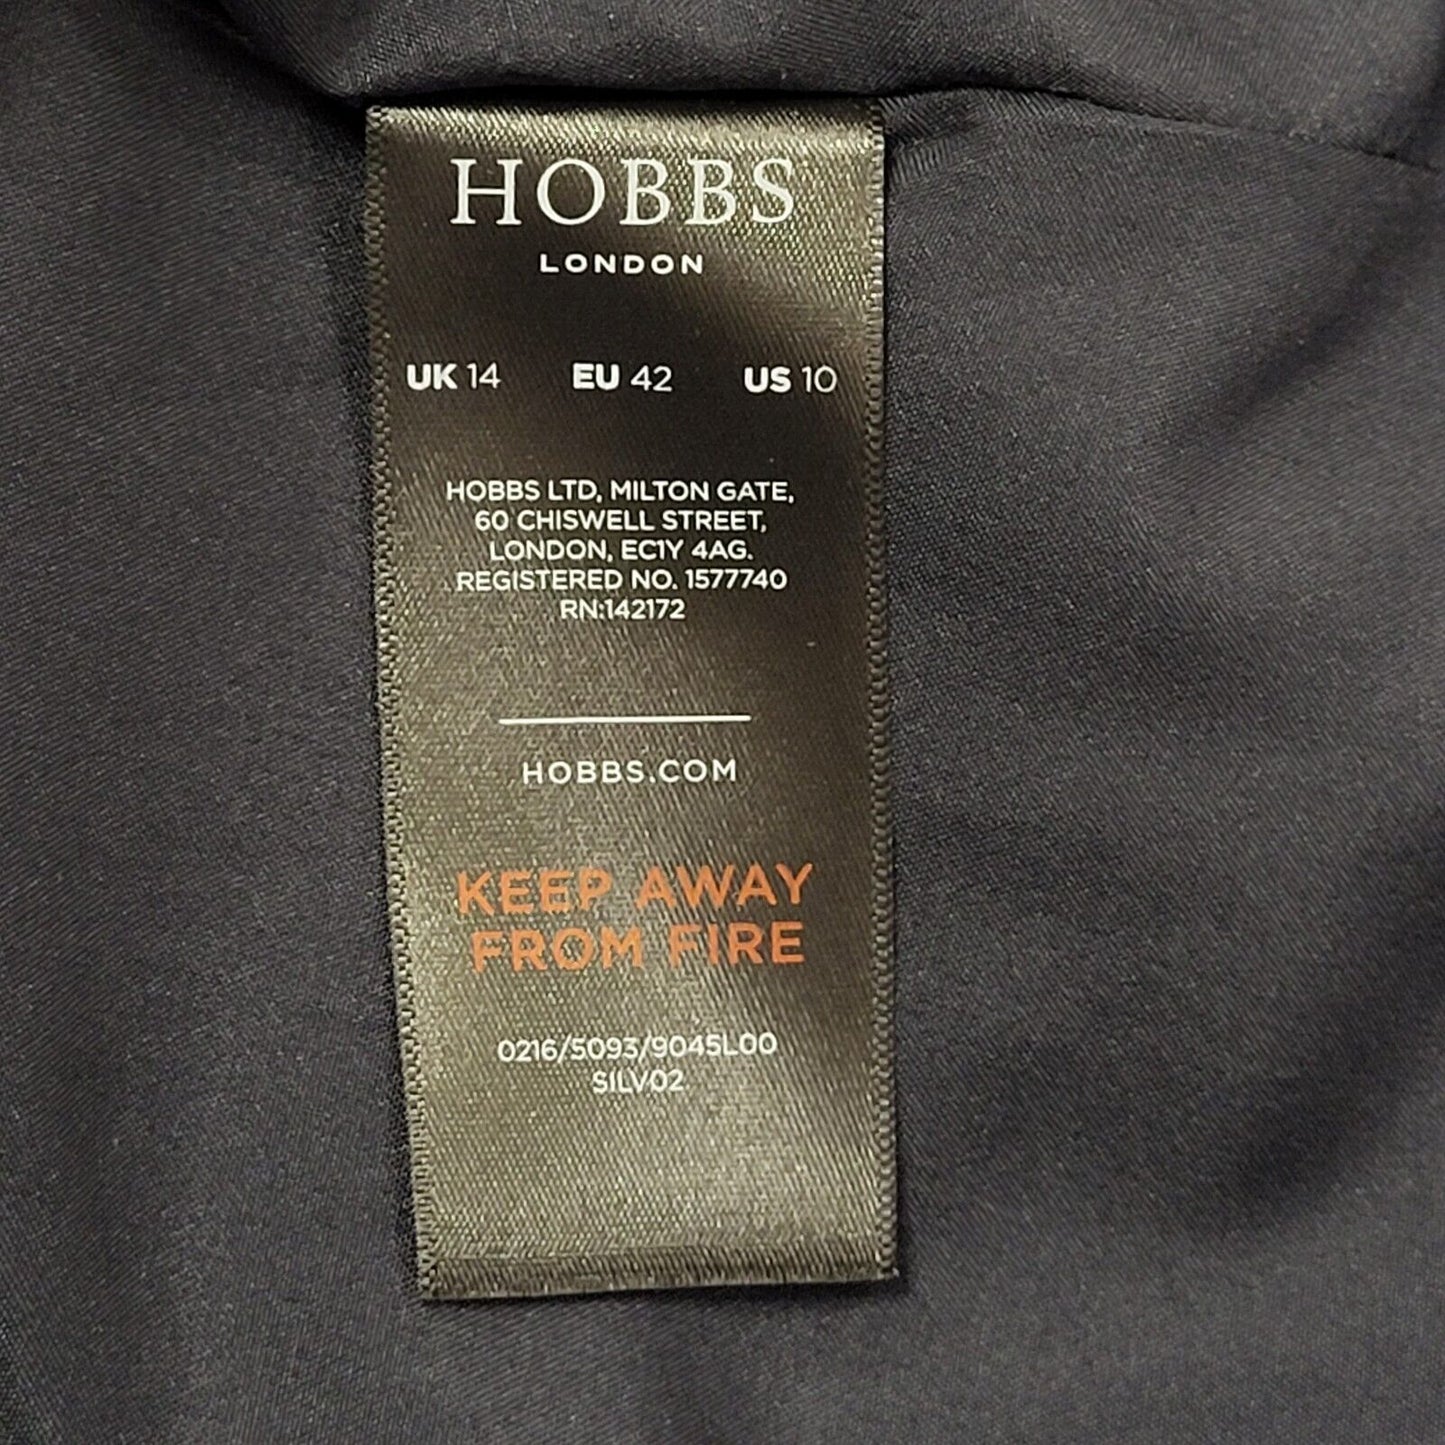 HOBBS
LONDON
UK 14 EU 42 US 10
HOBBS LTD, MILTON GATE,
60 CHISWELL STREET,
LONDON, EC1Y 4AG.
REGISTERED NO. 1577740
RN:142172
HOBBS.COM
KEEP AWAY
FROM FIRE
0216/5093/9045L00
SILV02